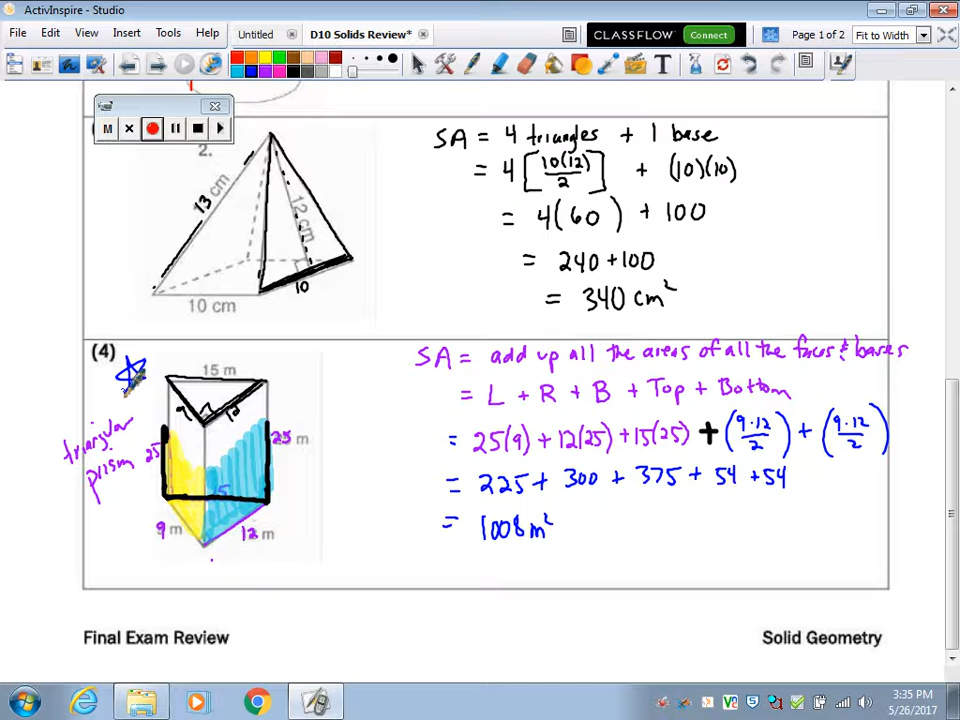 ActivInspire - Studio
File Edit View Insert Tools Help Untitled D10 Solids Review* CLASSFLOW Connect Page 1 of 2 Fit to Width
M
2.
13 cm
12 cm
10
10 cm
SA = 4 triangles + 1 base
= 4 [10(12)/2] + (10)(10)
= 4(60) + 100
= 240 + 100
= 340 cm²
(4)
15 m
9 12
triangular
prism
25
25 m
9 m
12 m
SA = add up all the areas of all the faces & bases
= L + R + B + Top + Bottom
= 25(9) + 12(25) + 15(25) + (9·12/2) + (9·12/2)
= 225 + 300 + 375 + 54 + 54
= 1008 m²
Final Exam Review Solid Geometry
3:35 PM
5/26/2017